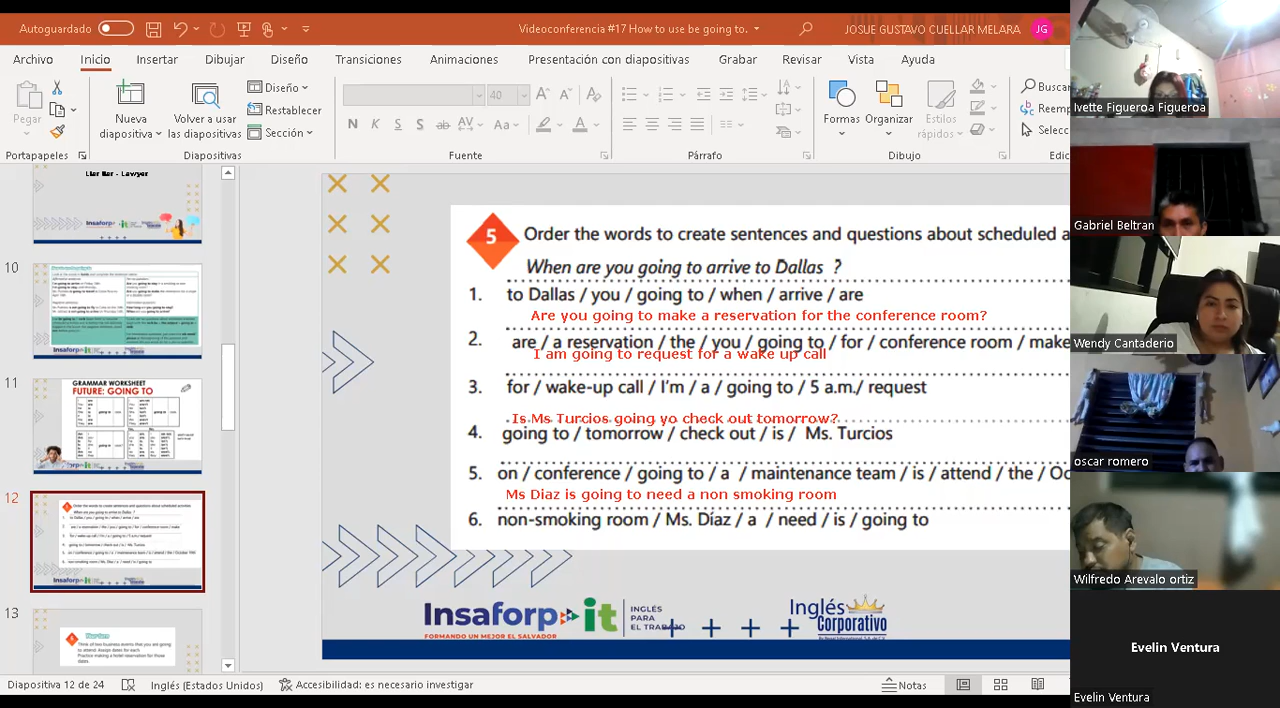 Autoguardado
Videoconferencia #17 How to use be going to.
JOSUE GUSTAVO CUELLAR MELARA
JG
Archivo Inicio Insertar Dibujar Diseño Transiciones Animaciones Presentación con diapositivas Grabar Revisar Vista Ayuda
Pegar
Nueva diapositiva
Volver a usar las diapositivas
Diseño
Restablecer
Sección
40
N K S S ab AV Aa
A
Formas
Organizar
Estilos rápidos
Buscar
Reemp
Selecc
Portapapeles
Diapositivas
Fuente
Párrafo
Dibujo
Edic
Liar liar - Lawyer
10
11
GRAMMAR WORKSHEET
FUTURE: GOING TO
12
13
5
Order the words to create sentences and questions about scheduled a
When are you going to arrive to Dallas ?
1. to Dallas / you / going to / when / arrive / are
Are you going to make a reservation for the conference room?
2. are / a reservation / the / you / going to / for / conference room / make
I am going to request for a wake up call
3. for / wake-up call / I'm / a / going to / 5 a.m./ request
Is Ms Turcios going yo check out tomorrow?
4. going to / tomorrow / check out / is / Ms. Turcios
5. on / conference / going to / a / maintenance team / is / attend / the / Oc
Ms Diaz is going to need a non smoking room
6. non-smoking room / Ms. Díaz / a / need / is / going to
Insaforp it
FORMANDO UN MEJOR EL SALVADOR
INGLÉS
PARA
EL TRABAJO
Inglés
Corporativo
Ivette Figueroa Figueroa
Gabriel Beltran
Wendy Cantaderio
oscar romero
Wilfredo Arevalo ortiz
Evelin Ventura
Evelin Ventura
Diapositiva 12 de 24
Inglés (Estados Unidos)
Accesibilidad: es necesario investigar
Notas